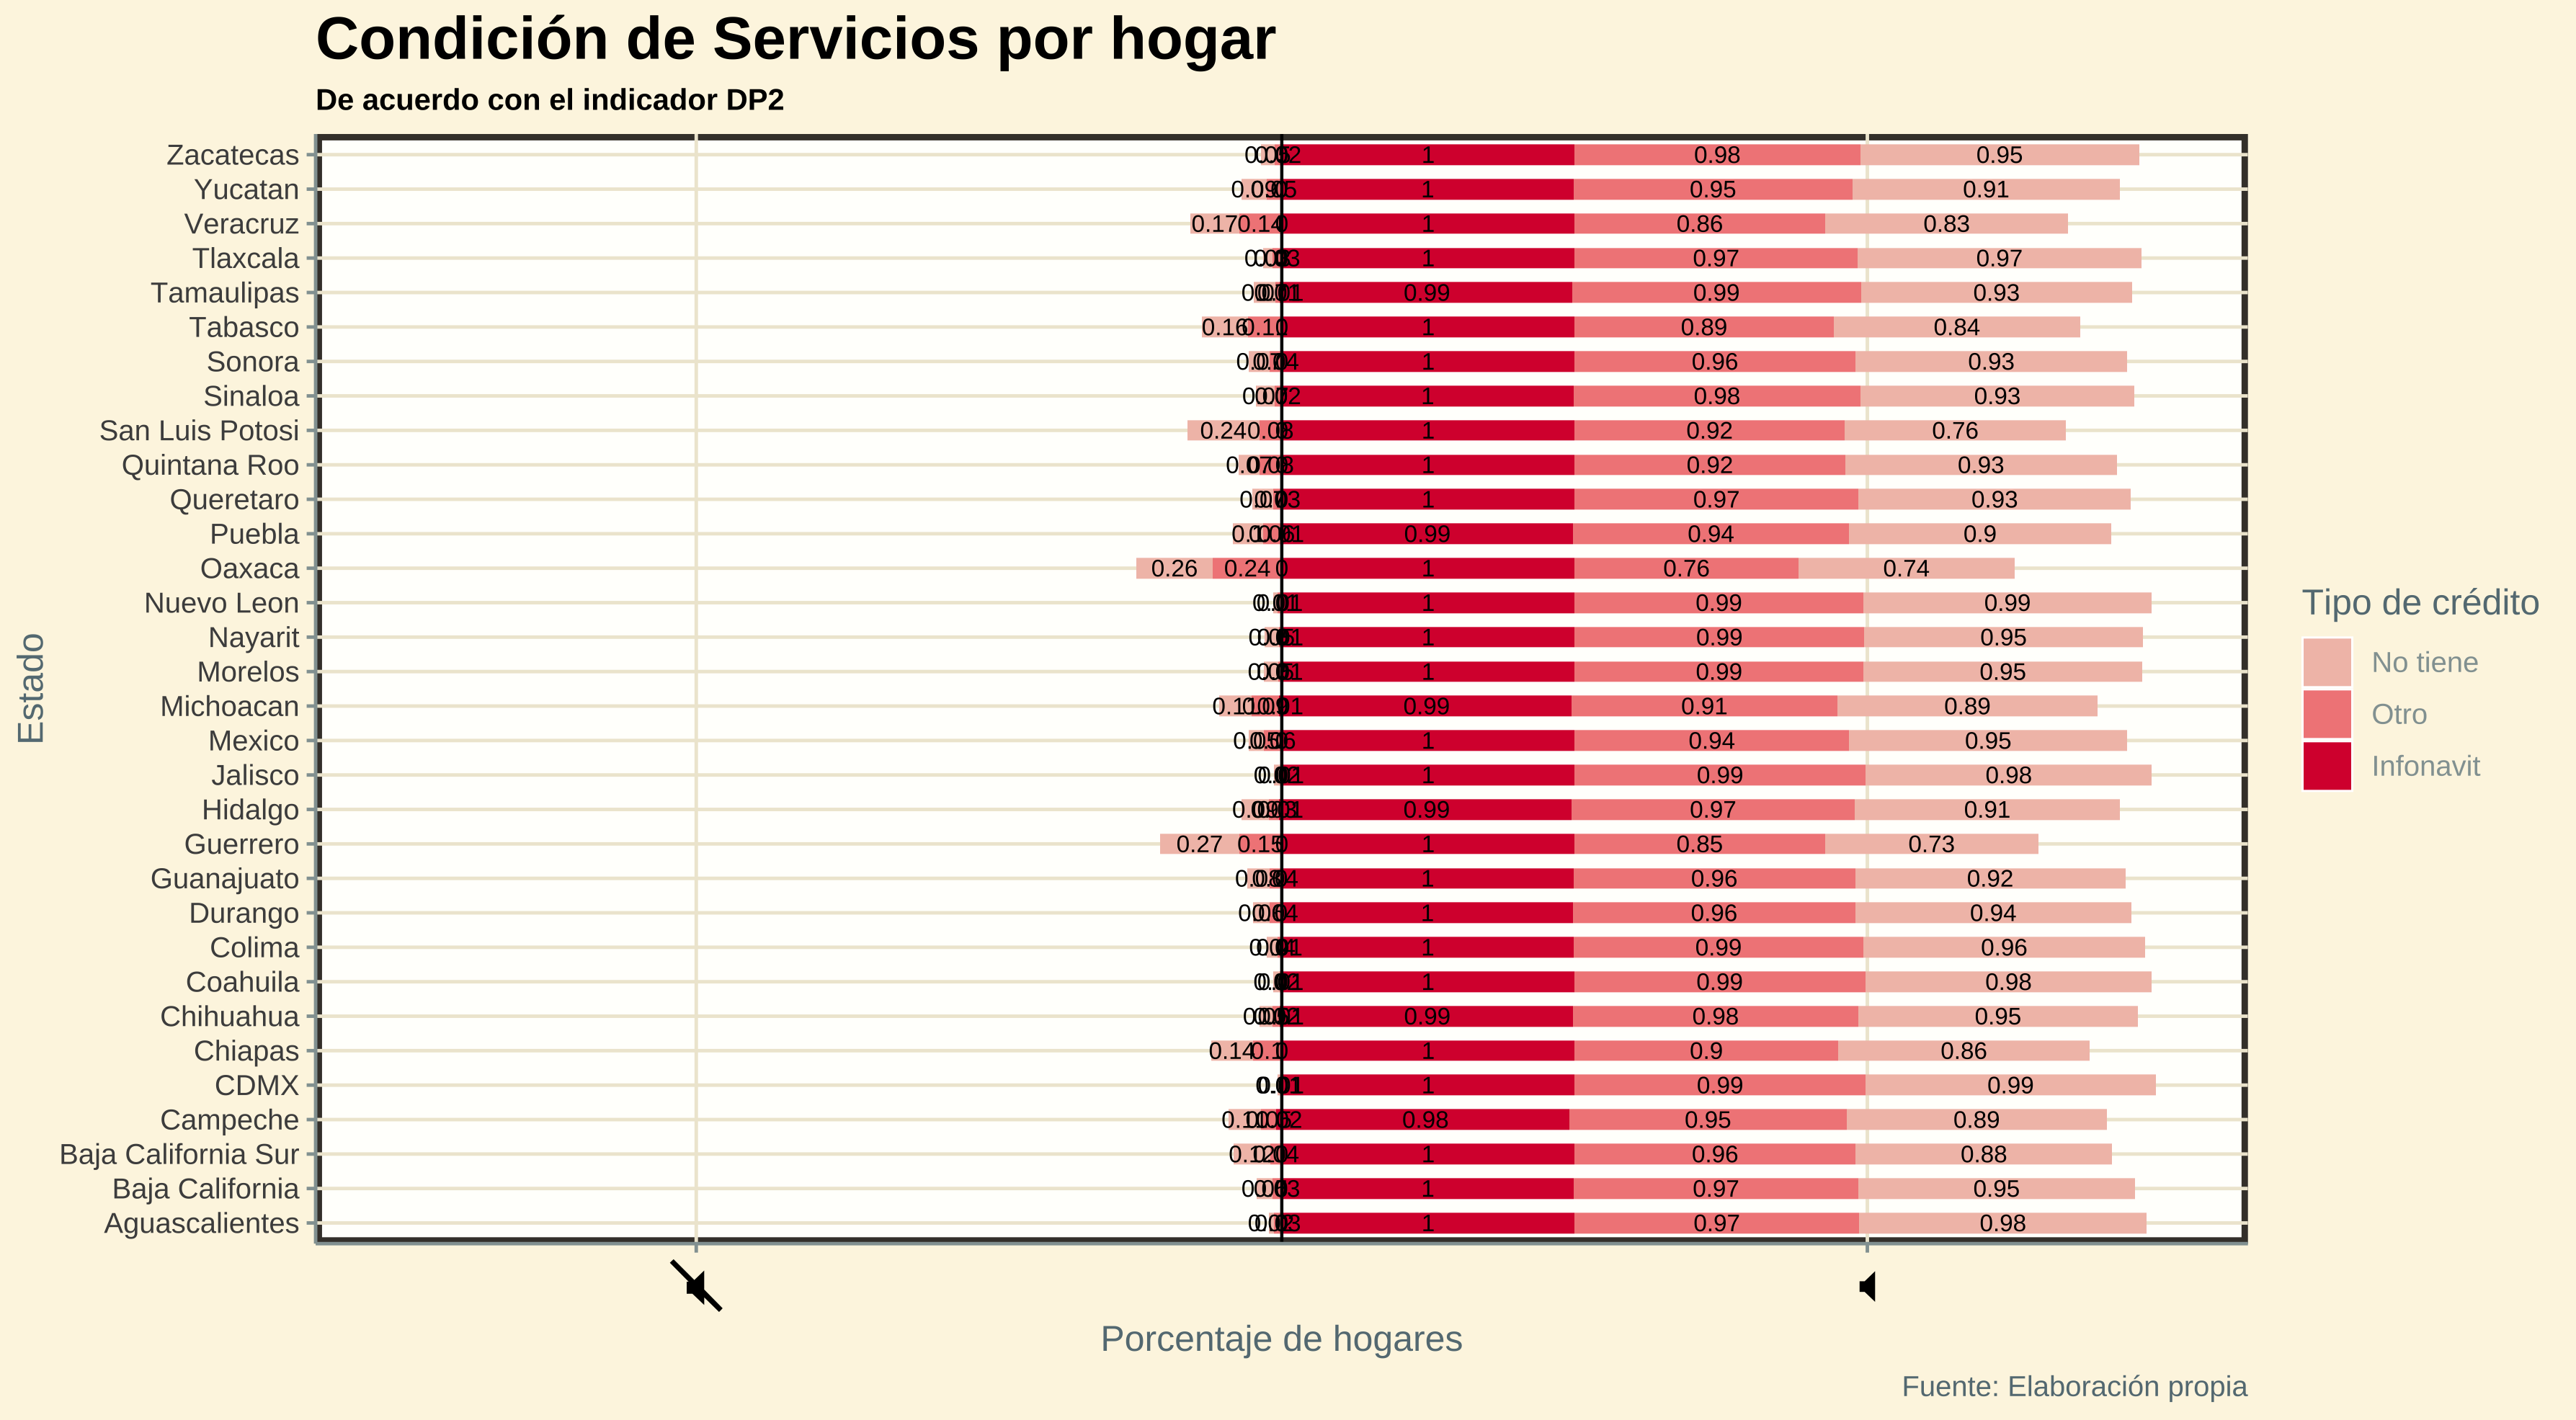 Condición de Servicios por hogar
De acuerdo con el indicador DP2
Zacatecas 1 0.98 0.95
Yucatan 1 0.95 0.91
Veracruz 0.17 0.14 0 1 0.86 0.83
Tlaxcala 1 0.97 0.97
Tamaulipas 0.99 0.99 0.93
Tabasco 0.16 1 0.89 0.84
Sonora 1 0.96 0.93
Sinaloa 1 0.98 0.93
San Luis Potosi 0.24 0.08 0 1 0.92 0.76
Quintana Roo 1 0.92 0.93
Queretaro 1 0.97 0.93
Puebla 0.99 0.94 0.9
Oaxaca 0.26 0.24 0 1 0.76 0.74
Nuevo Leon 1 0.99 0.99
Nayarit 1 0.99 0.95
Morelos 1 0.99 0.95
Michoacan 0.99 0.91 0.89
Mexico 1 0.94 0.95
Jalisco 1 0.99 0.98
Hidalgo 0.99 0.97 0.91
Guerrero 0.27 0.15 0 1 0.85 0.73
Guanajuato 1 0.96 0.92
Durango 1 0.96 0.94
Colima 1 0.99 0.96
Coahuila 1 0.99 0.98
Chihuahua 0.99 0.98 0.95
Chiapas 0.14 0.1 0 1 0.9 0.86
CDMX 1 0.99 0.99
Campeche 0.98 0.95 0.89
Baja California Sur 1 0.96 0.88
Baja California 1 0.97 0.95
Aguascalientes 1 0.97 0.98
Estado
Porcentaje de hogares
Tipo de crédito
No tiene
Otro
Infonavit
Fuente: Elaboración propia